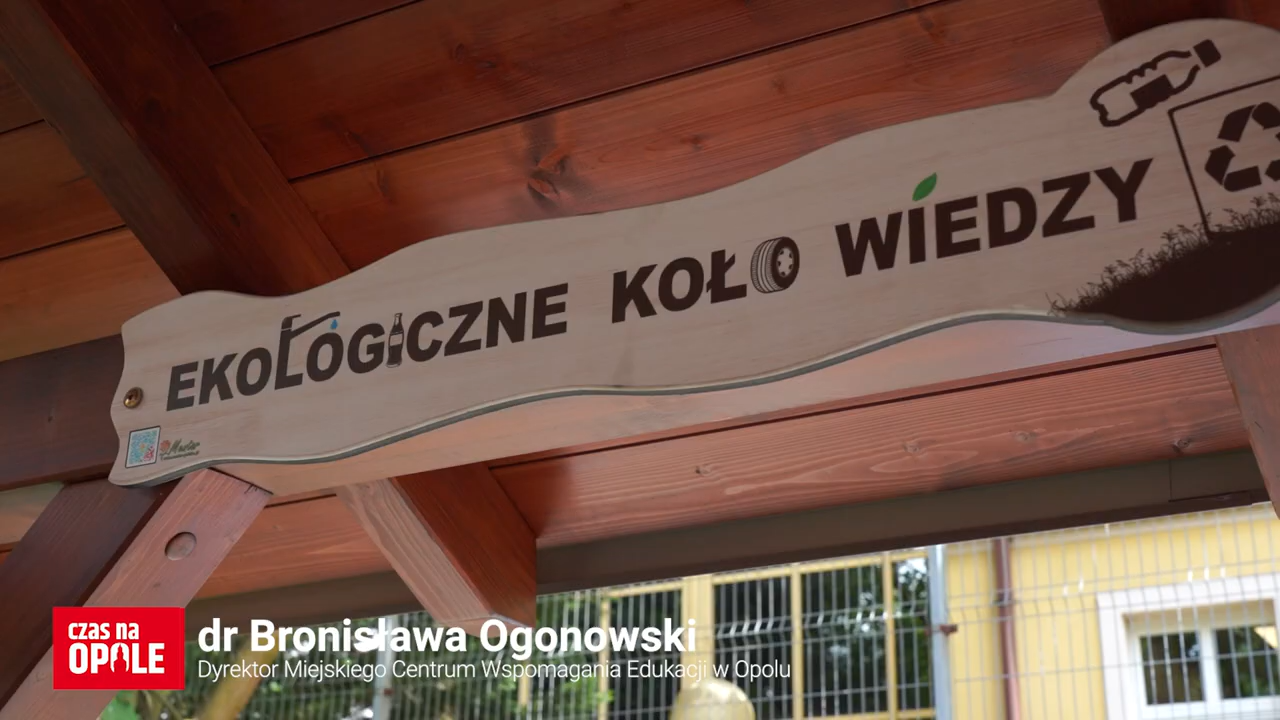 EKOLOGICZNE KOŁO WIEDZY
czas na
OPOLE
dr Bronisława Ogonowski
Dyrektor Miejskiego Centrum Wspomagania Edukacji w Opolu